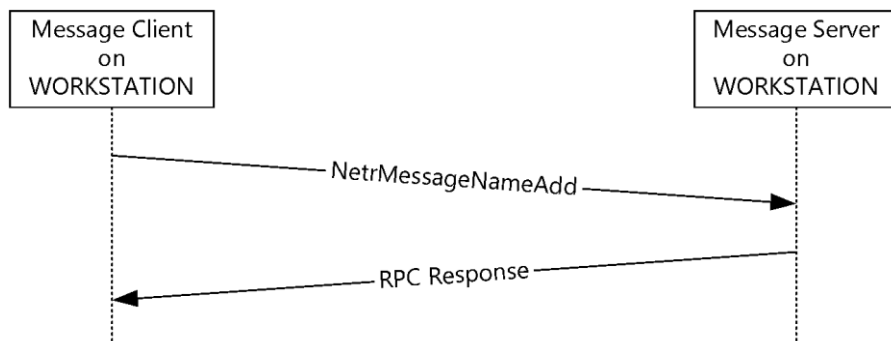 Message Client
on
WORKSTATION
Message Server
on
WORKSTATION
NetrMessageNameAdd
RPC Response